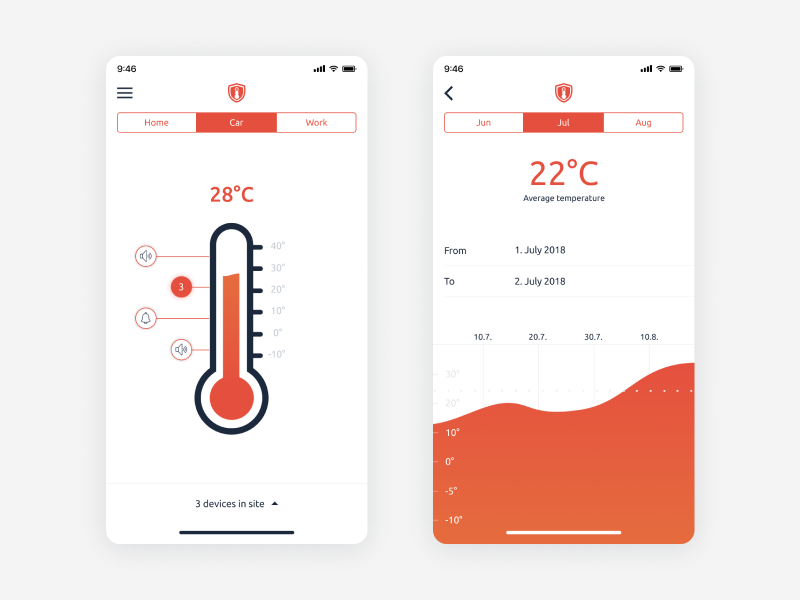 9:46
Home Car Work
28°C
40°
30°
3
20°
10°
0°
-10°
3 devices in site
9:46
Jun Jul Aug
22°C
Average temperature
From 1. July 2018
To 2. July 2018
10.7. 20.7. 30.7. 10.8.
30°
20°
10°
0°
-5°
-10°